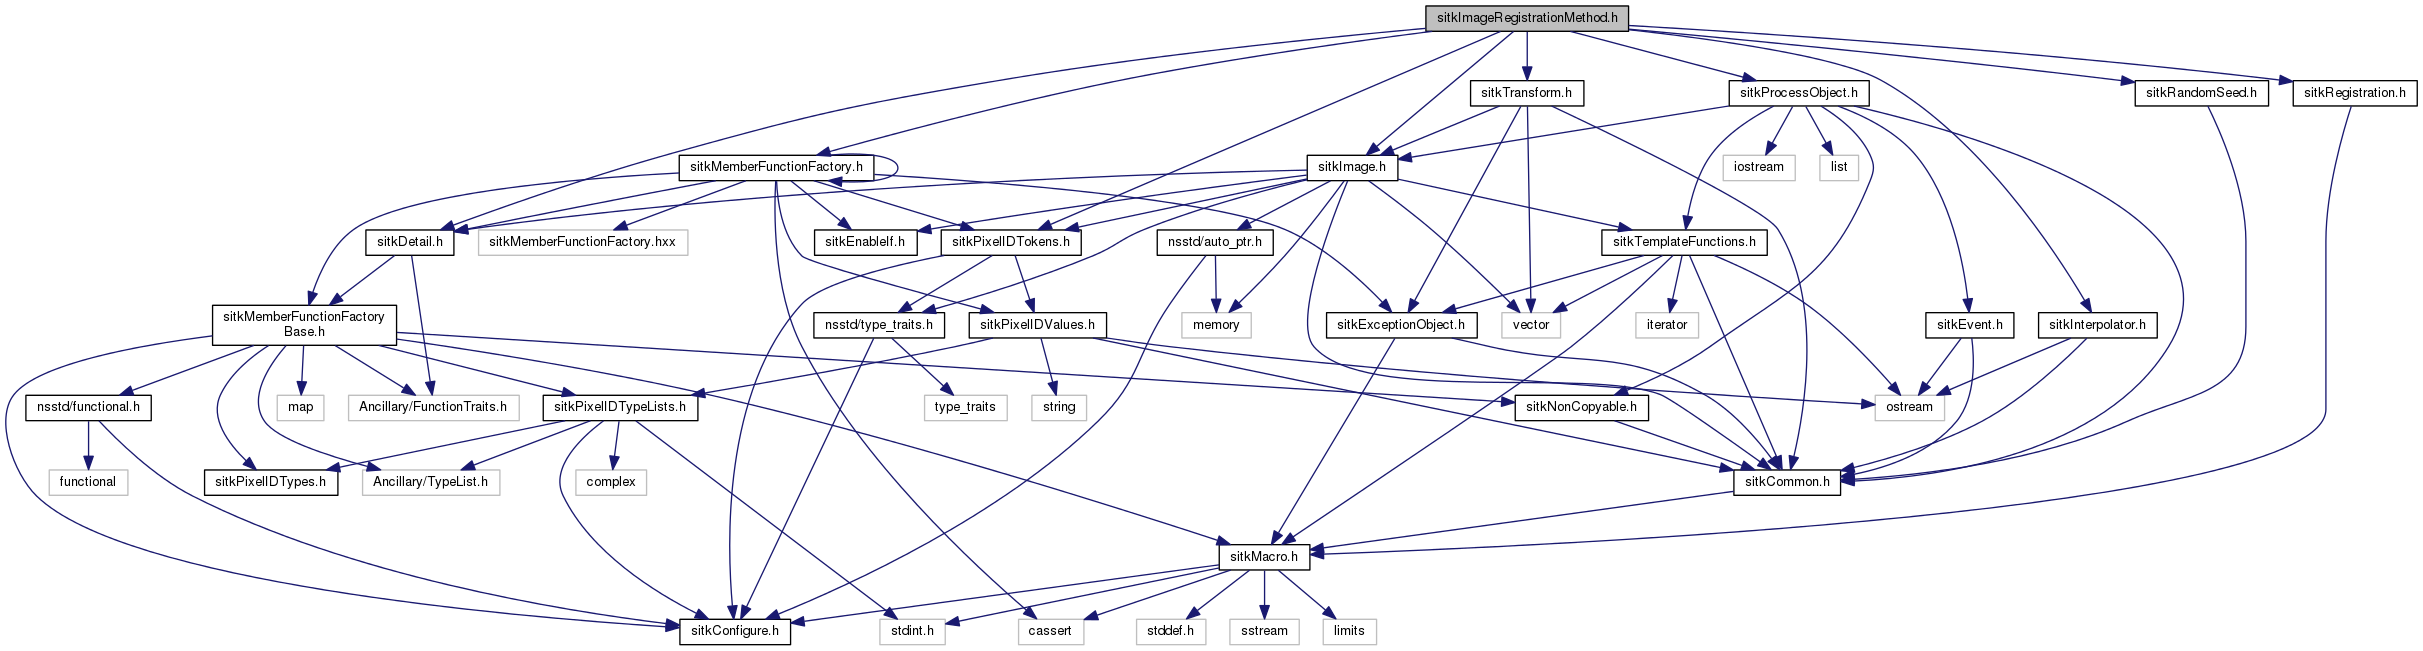 sitkImageRegistrationMethod.h
sitkTransform.h
sitkProcessObject.h
sitkRandomSeed.h
sitkRegistration.h
sitkMemberFunctionFactory.h
sitkImage.h
iostream
list
sitkDetail.h
sitkMemberFunctionFactory.hxx
sitkEnableIf.h
sitkPixelIDTokens.h
nsstd/auto_ptr.h
sitkTemplateFunctions.h
sitkMemberFunctionFactory
Base.h
nsstd/type_traits.h
sitkPixelIDValues.h
memory
sitkExceptionObject.h
vector
iterator
sitkEvent.h
sitkInterpolator.h
nsstd/functional.h
map
Ancillary/FunctionTraits.h
sitkPixelIDTypeLists.h
type_traits
string
sitkNonCopyable.h
ostream
functional
sitkPixelIDTypes.h
Ancillary/TypeList.h
complex
sitkCommon.h
sitkMacro.h
sitkConfigure.h
stdint.h
cassert
stddef.h
sstream
limits